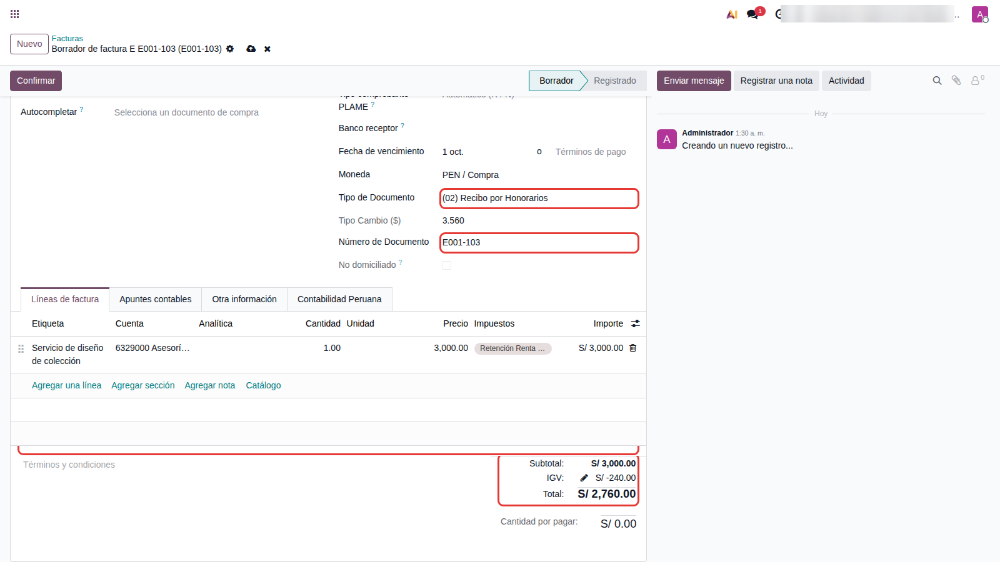 1
..
A
Nuevo
Facturas
Borrador de factura E E001-103 (E001-103)
Confirmar
Borrador
Registrado
Enviar mensaje
Registrar una nota
Actividad
0
PLAME ?
Autocompletar ?
Selecciona un documento de compra
Hoy
Banco receptor ?
A
Administrador 1:30 a. m.
Creando un nuevo registro...
Fecha de vencimiento
1 oct.
o
Términos de pago
Moneda
PEN / Compra
Tipo de Documento
(02) Recibo por Honorarios
Tipo Cambio ($)
3.560
Número de Documento
E001-103
No domiciliado ?
Líneas de factura
Apuntes contables
Otra información
Contabilidad Peruana
Etiqueta
Cuenta
Analítica
Cantidad
Unidad
Precio
Impuestos
Importe
Servicio de diseño
de colección
6329000 Asesorí…
1.00
3,000.00
Retención Renta …
S/ 3,000.00
Agregar una línea
Agregar sección
Agregar nota
Catálogo
Términos y condiciones
Subtotal:
S/ 3,000.00
IGV:
S/ -240.00
Total:
S/ 2,760.00
Cantidad por pagar:
S/ 0.00